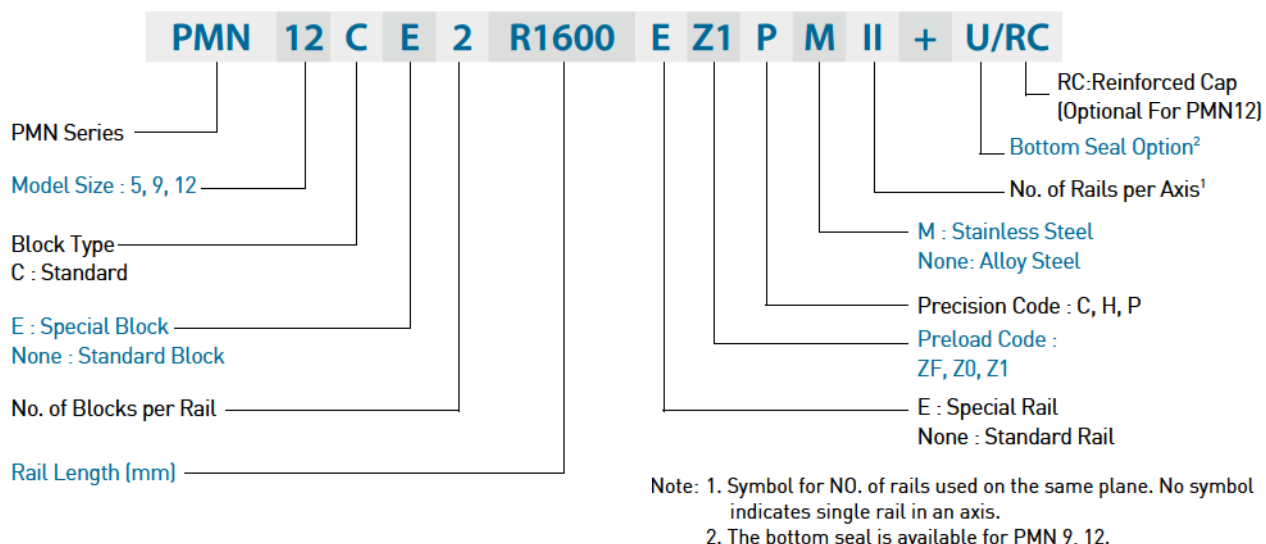 PMN 12 C E 2 R1600 E Z1 P M II + U/RC
RC:Reinforced Cap
(Optional For PMN12)
PMN Series
Bottom Seal Option²
Model Size : 5, 9, 12
No. of Rails per Axis¹
Block Type
C : Standard
M : Stainless Steel
None: Alloy Steel
Precision Code : C, H, P
E : Special Block
None : Standard Block
Preload Code :
ZF, Z0, Z1
No. of Blocks per Rail
E : Special Rail
None : Standard Rail
Rail Length (mm)
Note: 1. Symbol for NO. of rails used on the same plane. No symbol
indicates single rail in an axis.
2. The bottom seal is available for PMN 9, 12.